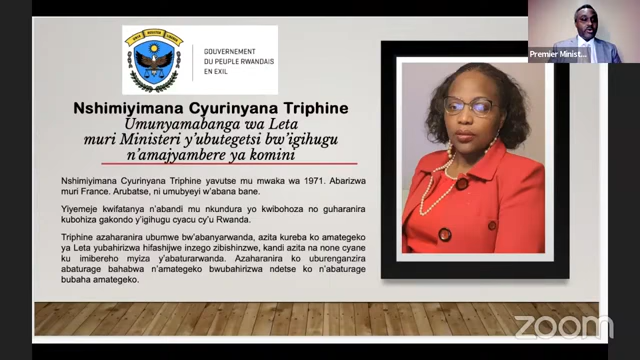 GOUVERNEMENT
DU PEUPLE RWANDAIS
EN EXIL
Nshimiyimana Cyurinyana Triphine
Umunyamabanga wa Leta
muri Ministeri y'ubutegetsi bw'igihugu
n'amajyambere ya komini
Nshimiyimana Cyurinyana Triphine yavutse mu mwaka wa 1971. Abarizwa
muri France. Arubatse, ni umubyeyi w'abana bane.
Yiyemeje kwifatanya n'abandi mu nkundura yo kwibohoza no guharanira
kubohiza gakondo y'igihugu cyacu cy'u Rwanda.
Triphine azaharanira ubumwe bw'abanyarwanda, azita kureba ko amategeko
ya Leta yubahirizwa hifashijwe inzego zibishinzwe, kandi azita na none cyane
ku imibereho myiza y'abaturarwanda. Azaharanira ko uburenganzira
abaturage bahabwa n'amategeko bwubahirizwa ndetse ko n'abaturage
bubaha amategeko.
Premier Minist...
zoom